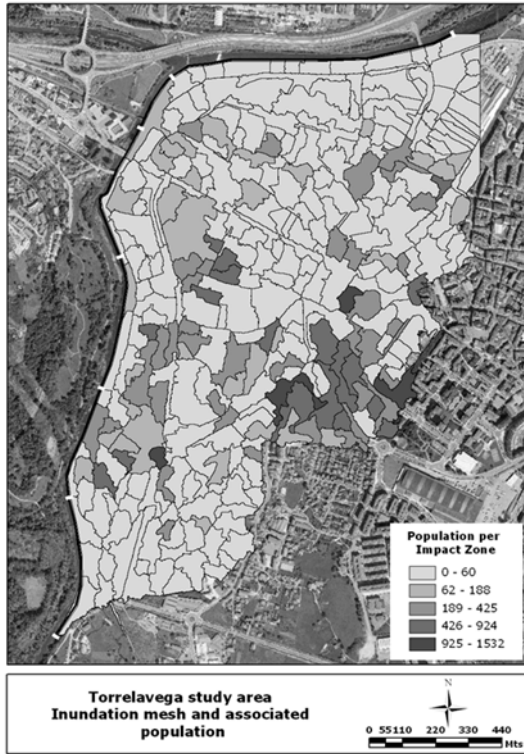 Population per
Impact Zone
0 - 60
62 - 188
189 - 425
426 - 924
925 - 1532
Torrelavega study area
Inundation mesh and associated
population
N
0 55110 220 330 440
Mts